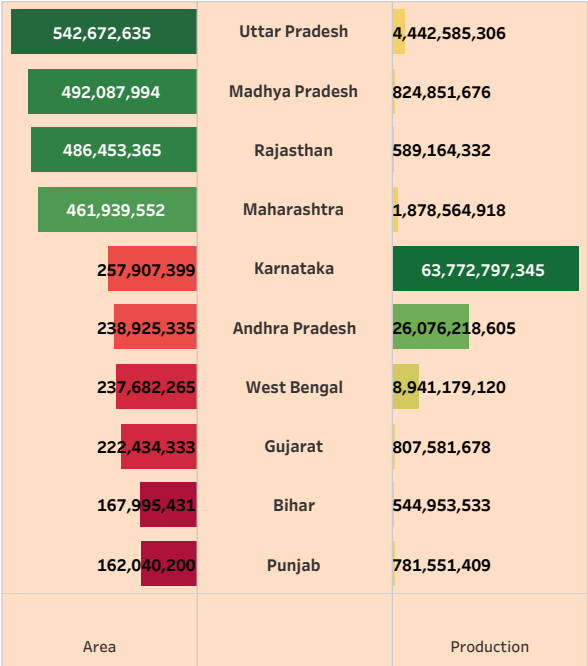 542,672,635 Uttar Pradesh 4,442,585,306
492,087,994 Madhya Pradesh 824,851,676
486,453,365 Rajasthan 589,164,332
461,939,552 Maharashtra 1,878,564,918
257,907,399 Karnataka 63,772,797,345
238,925,335 Andhra Pradesh 26,076,218,605
237,682,265 West Bengal 8,941,179,120
222,434,333 Gujarat 807,581,678
167,995,431 Bihar 544,953,533
162,040,200 Punjab 781,551,409
Area Production